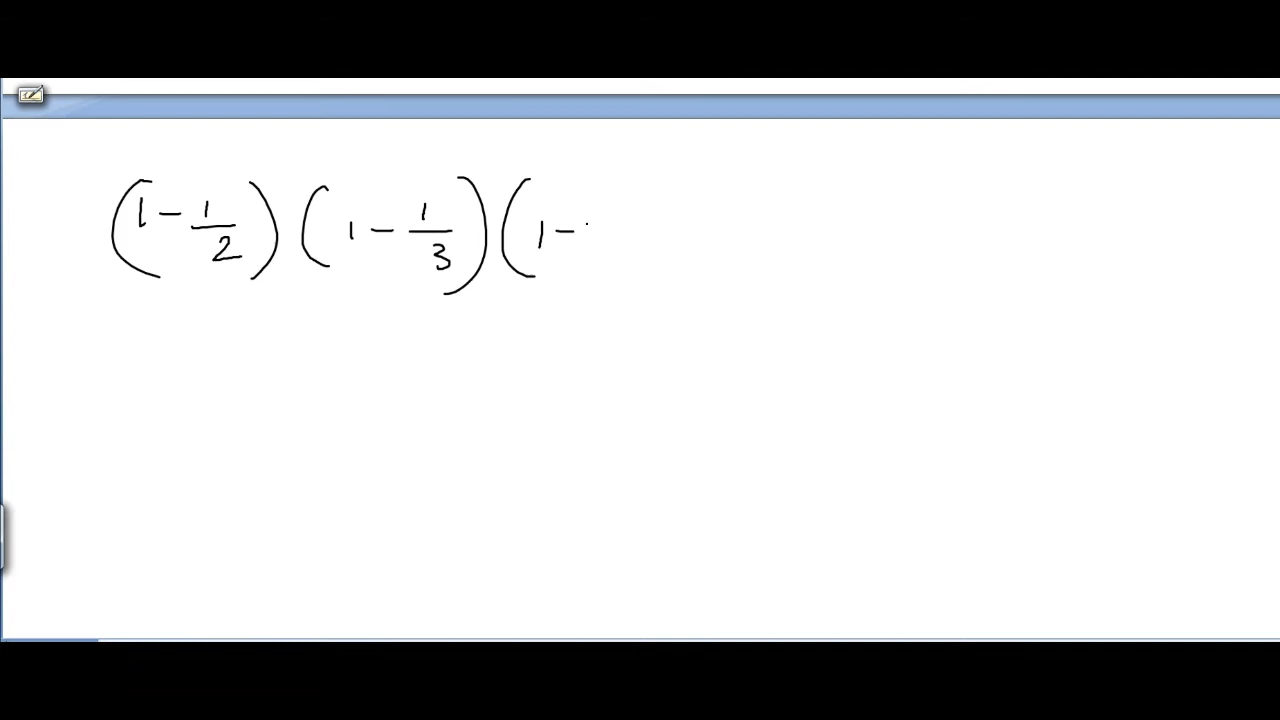 (1 - 1/2) (1 - 1/3) (1 -